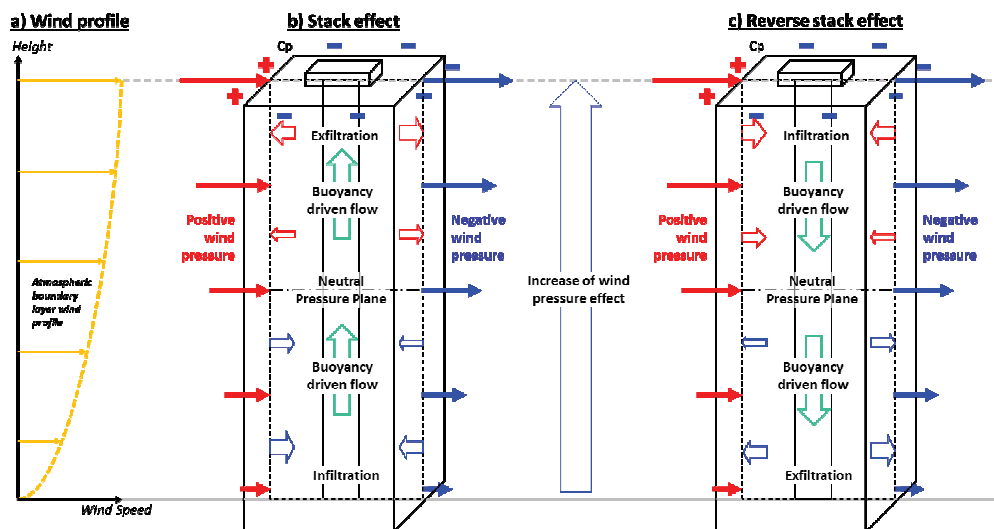 a) Wind profile
Height
Atmospheric
boundary
layer wind
profile
Wind Speed
b) Stack effect
Cp
Exfiltration
Buoyancy
driven flow
Positive
wind
pressure
Negative
wind
pressure
Neutral
Pressure Plane
Buoyancy
driven flow
Infiltration
Increase of wind
pressure effect
c) Reverse stack effect
Cp
Infiltration
Buoyancy
driven flow
Positive
wind
pressure
Negative
wind
pressure
Neutral
Pressure Plane
Buoyancy
driven flow
Exfiltration